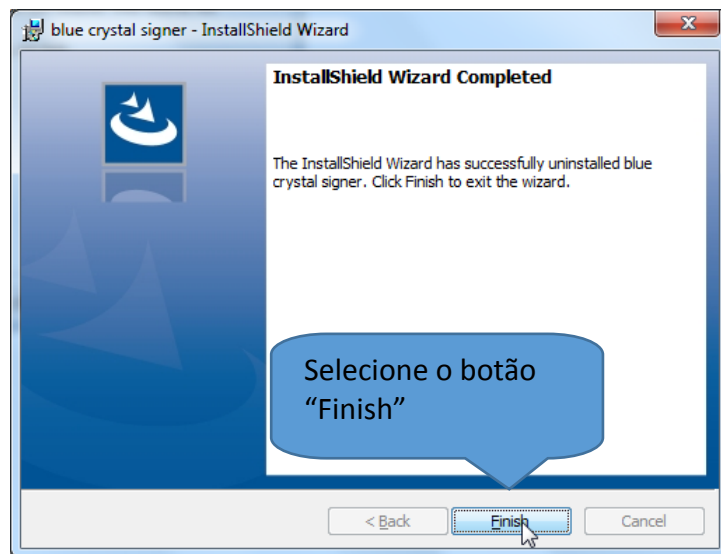 blue crystal signer - InstallShield Wizard
InstallShield Wizard Completed
The InstallShield Wizard has successfully uninstalled blue
crystal signer. Click Finish to exit the wizard.
Selecione o botão
“Finish”
< Back
Finish
Cancel